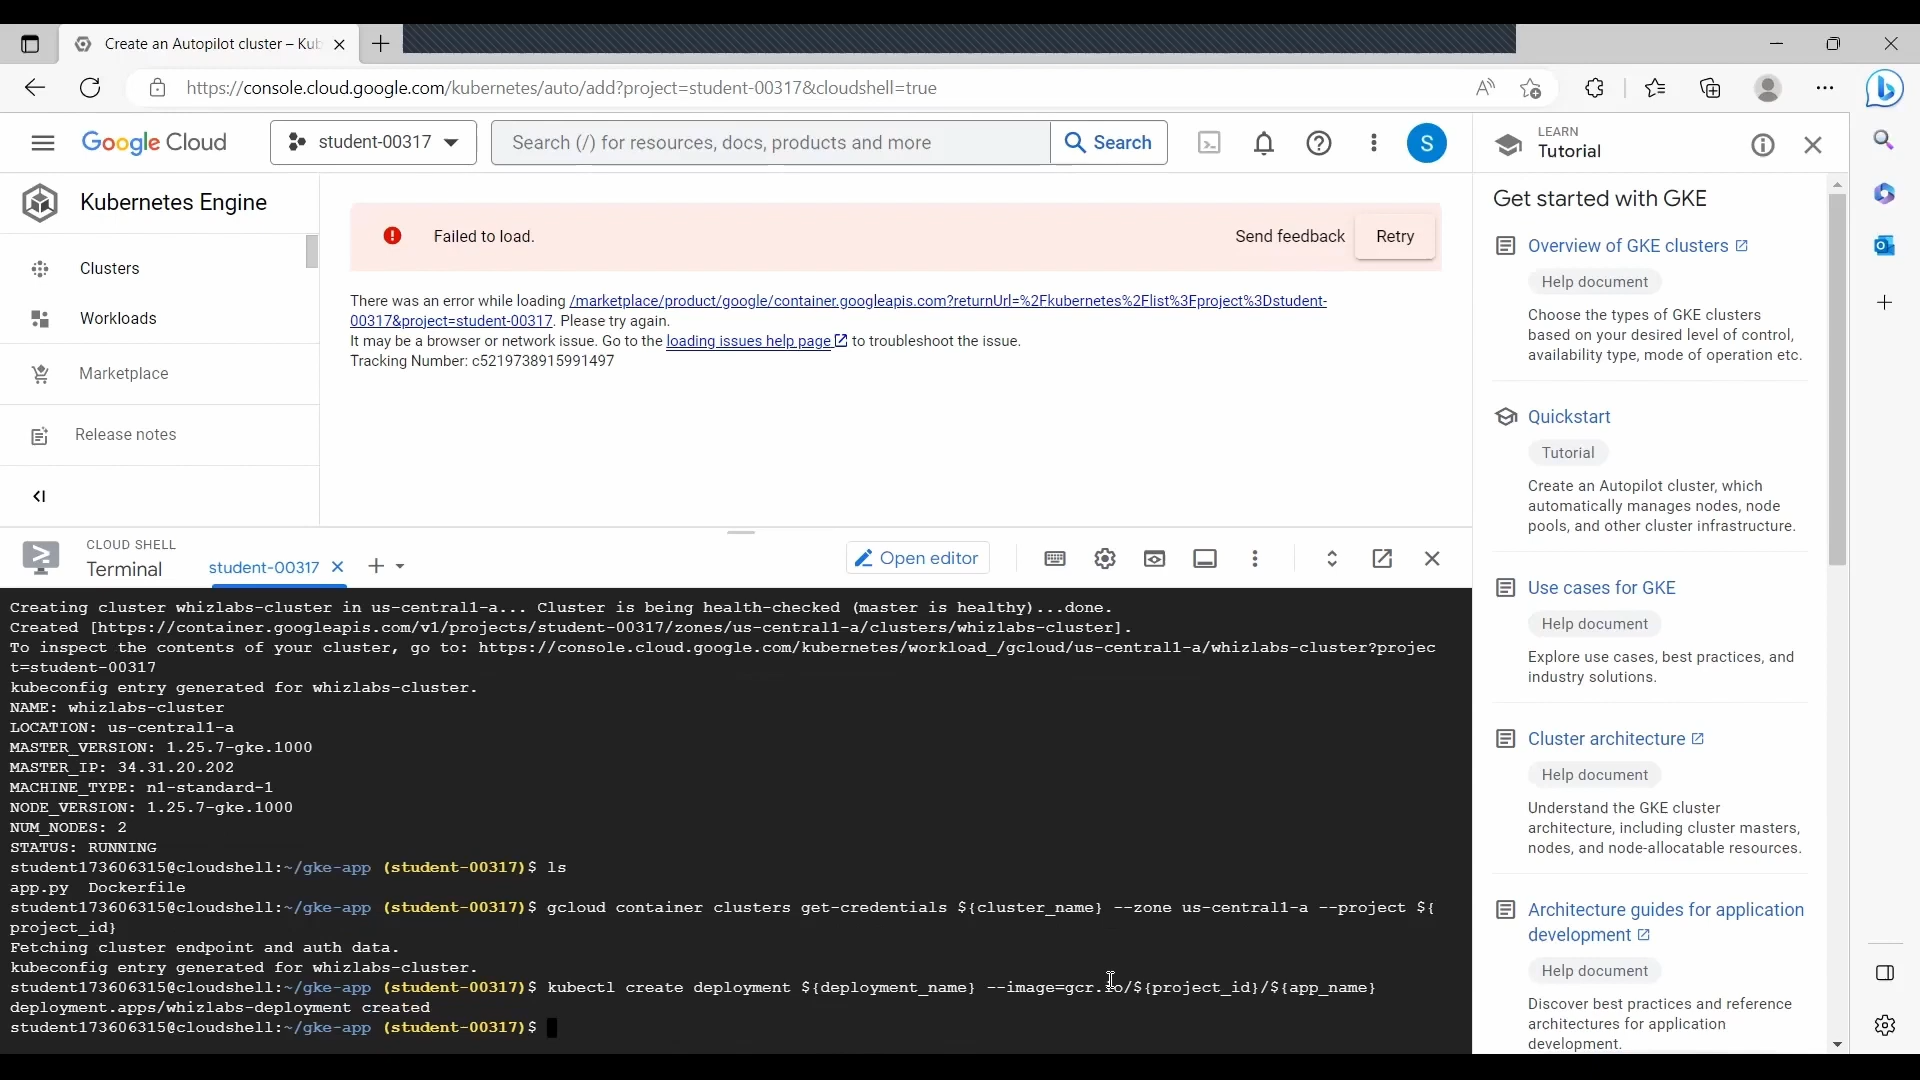 Create an Autopilot cluster – Kub
https://console.cloud.google.com/kubernetes/auto/add?project=student-00317&cloudshell=true
Google Cloud
student-00317
Search (/) for resources, docs, products and more
Search
S
LEARN
Tutorial
Kubernetes Engine
Clusters
Workloads
Marketplace
Release notes
Failed to load.
Send feedback
Retry
There was an error while loading /marketplace/product/google/container.googleapis.com?returnUrl=%2Fkubernetes%2Flist%3Fproject%3Dstudent-
00317&project=student-00317. Please try again.
It may be a browser or network issue. Go to the loading issues help page to troubleshoot the issue.
Tracking Number: c5219738915991497
Get started with GKE
Overview of GKE clusters
Help document
Choose the types of GKE clusters
based on your desired level of control,
availability type, mode of operation etc.
Quickstart
Tutorial
Create an Autopilot cluster, which
automatically manages nodes, node
pools, and other cluster infrastructure.
Use cases for GKE
Help document
Explore use cases, best practices, and
industry solutions.
Cluster architecture
Help document
Understand the GKE cluster
architecture, including cluster masters,
nodes, and node-allocatable resources.
Architecture guides for application
development
Help document
Discover best practices and reference
architectures for application
development.
CLOUD SHELL
Terminal
student-00317
Open editor
Creating cluster whizlabs-cluster in us-central1-a... Cluster is being health-checked (master is healthy)...done.
Created [https://container.googleapis.com/v1/projects/student-00317/zones/us-central1-a/clusters/whizlabs-cluster].
To inspect the contents of your cluster, go to: https://console.cloud.google.com/kubernetes/workload_/gcloud/us-central1-a/whizlabs-cluster?projec
t=student-00317
kubeconfig entry generated for whizlabs-cluster.
NAME: whizlabs-cluster
LOCATION: us-central1-a
MASTER_VERSION: 1.25.7-gke.1000
MASTER_IP: 34.31.20.202
MACHINE_TYPE: n1-standard-1
NODE_VERSION: 1.25.7-gke.1000
NUM_NODES: 2
STATUS: RUNNING
student173606315@cloudshell:~/gke-app (student-00317)$ ls
app.py  Dockerfile
student173606315@cloudshell:~/gke-app (student-00317)$ gcloud container clusters get-credentials ${cluster_name} --zone us-central1-a --project ${
project_id}
Fetching cluster endpoint and auth data.
kubeconfig entry generated for whizlabs-cluster.
student173606315@cloudshell:~/gke-app (student-00317)$ kubectl create deployment ${deployment_name} --image=gcr.io/${project_id}/${app_name}
deployment.apps/whizlabs-deployment created
student173606315@cloudshell:~/gke-app (student-00317)$